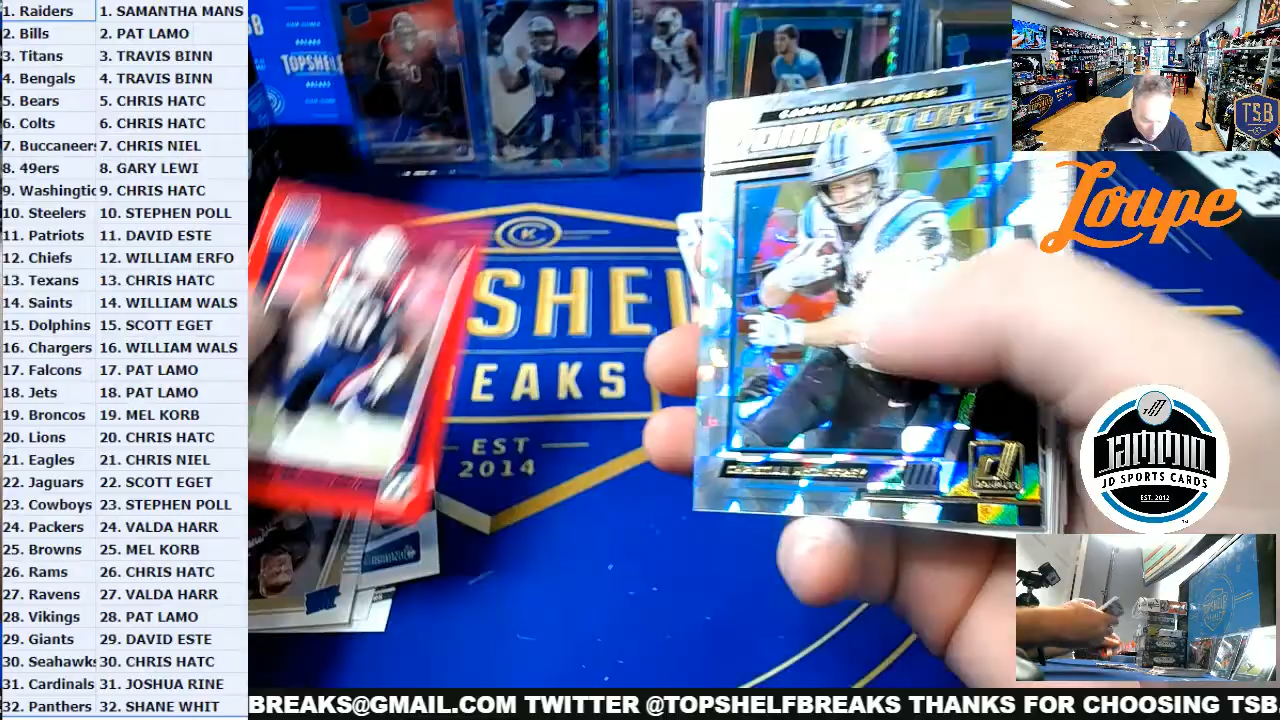 1. Raiders 1. SAMANTHA MANS
2. Bills 2. PAT LAMO
3. Titans 3. TRAVIS BINN
4. Bengals 4. TRAVIS BINN
5. Bears 5. CHRIS HATC
6. Colts 6. CHRIS HATC
7. Buccaneers 7. CHRIS NIEL
8. 49ers 8. GARY LEWI
9. Washingtic 9. CHRIS HATC
10. Steelers 10. STEPHEN POLL
11. Patriots 11. DAVID ESTE
12. Chiefs 12. WILLIAM ERFO
13. Texans 13. CHRIS HATC
14. Saints 14. WILLIAM WALS
15. Dolphins 15. SCOTT EGET
16. Chargers 16. WILLIAM WALS
17. Falcons 17. PAT LAMO
18. Jets 18. PAT LAMO
19. Broncos 19. MEL KORB
20. Lions 20. CHRIS HATC
21. Eagles 21. CHRIS NIEL
22. Jaguars 22. SCOTT EGET
23. Cowboys 23. STEPHEN POLL
24. Packers 24. VALDA HARR
25. Browns 25. MEL KORB
26. Rams 26. CHRIS HATC
27. Ravens 27. VALDA HARR
28. Vikings 28. PAT LAMO
29. Giants 29. DAVID ESTE
30. Seahawks 30. CHRIS HATC
31. Cardinals 31. JOSHUA RINE
32. Panthers 32. SHANE WHIT
TOPSHELF
BREAKS
CAROLINA PANTHERS
DOMINATORS
SHEL
EAKS
EST
2014
TSB
Loupe
JAMMIN
JD SPORTS CARDS
EST. 2012
BREAKS@GMAIL.COM TWITTER @TOPSHELFBREAKS THANKS FOR CHOOSING TSB.